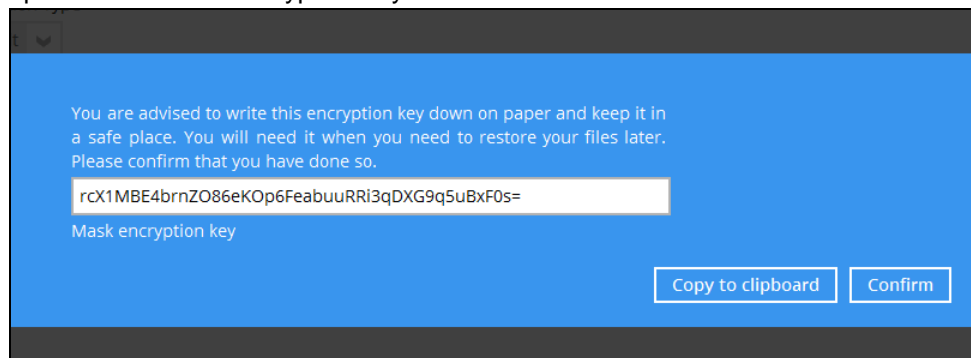 t
You are advised to write this encryption key down on paper and keep it in
a safe place. You will need it when you need to restore your files later.
Please confirm that you have done so.
rcX1MBE4brnZO86eKOp6FeabuuRRi3qDXG9q5uBxF0s=
Mask encryption key
Copy to clipboard Confirm